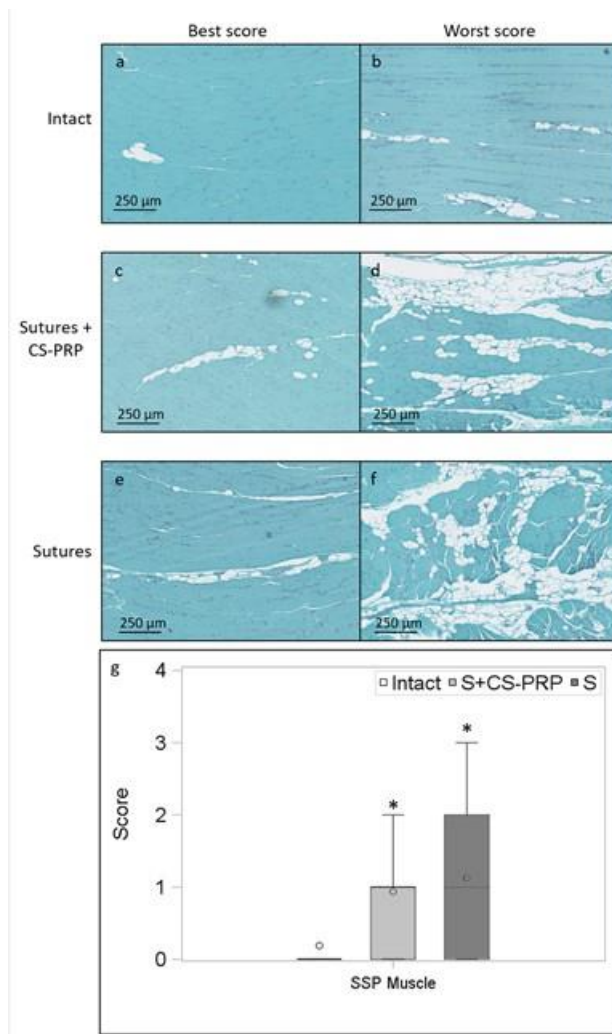 Best score Worst score
a b
Intact
250 µm 250 µm
c d
Sutures +
CS-PRP
250 µm 250 µm
e f
Sutures
250 µm 250 µm
g
4
Intact S+CS-PRP S
3
*
2
*
Score
1
0
SSP Muscle